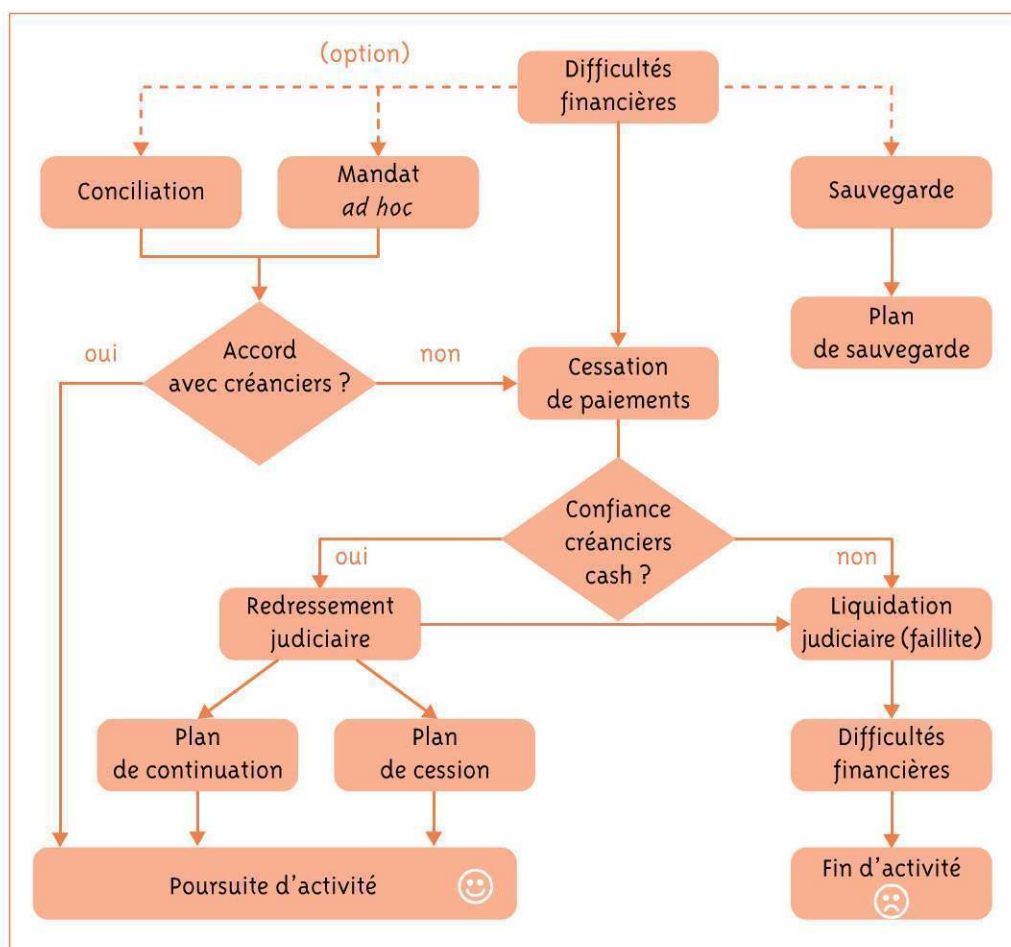 (option)
Difficultés
financières
Conciliation
Mandat
ad hoc
Sauvegarde
Plan
de sauvegarde
oui
Accord
avec créanciers ?
non
Cessation
de paiements
Confiance
créanciers
cash ?
oui
non
Redressement
judiciaire
Liquidation
judiciaire (faillite)
Plan
de continuation
Plan
de cession
Difficultés
financières
Poursuite d'activité
Fin d'activité